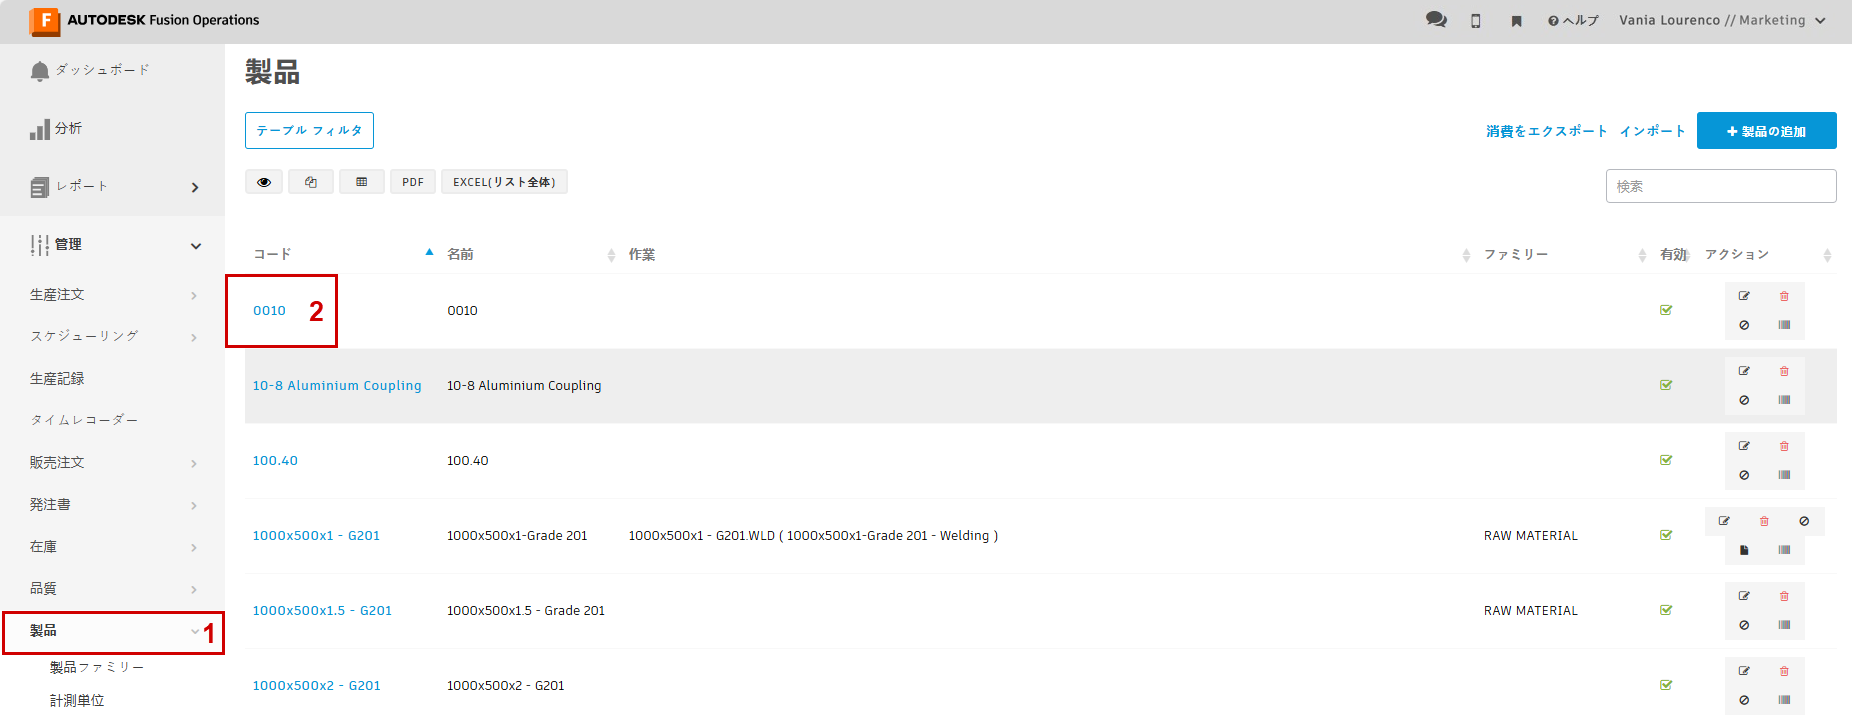 AUTODESK Fusion Operations
ヘルプ
Vania Lourenco // Marketing
ダッシュボード
分析
レポート
管理
生産注文
スケジューリング
生産記録
タイムレコーダー
販売注文
発注書
在庫
品質
製品 1
製品ファミリー
計測単位
製品
テーブル フィルタ
消費をエクスポート インポート + 製品の追加
PDF EXCEL(リスト全体)
検索
コード 名前 作業 ファミリー 有効 アクション
0010 2 0010
10-8 Aluminium Coupling 10-8 Aluminium Coupling
100.40 100.40
1000x500x1 - G201 1000x500x1-Grade 201 1000x500x1 - G201.WLD ( 1000x500x1-Grade 201 - Welding ) RAW MATERIAL
1000x500x1.5 - G201 1000x500x1.5 - Grade 201 RAW MATERIAL
1000x500x2 - G201 1000x500x2 - G201